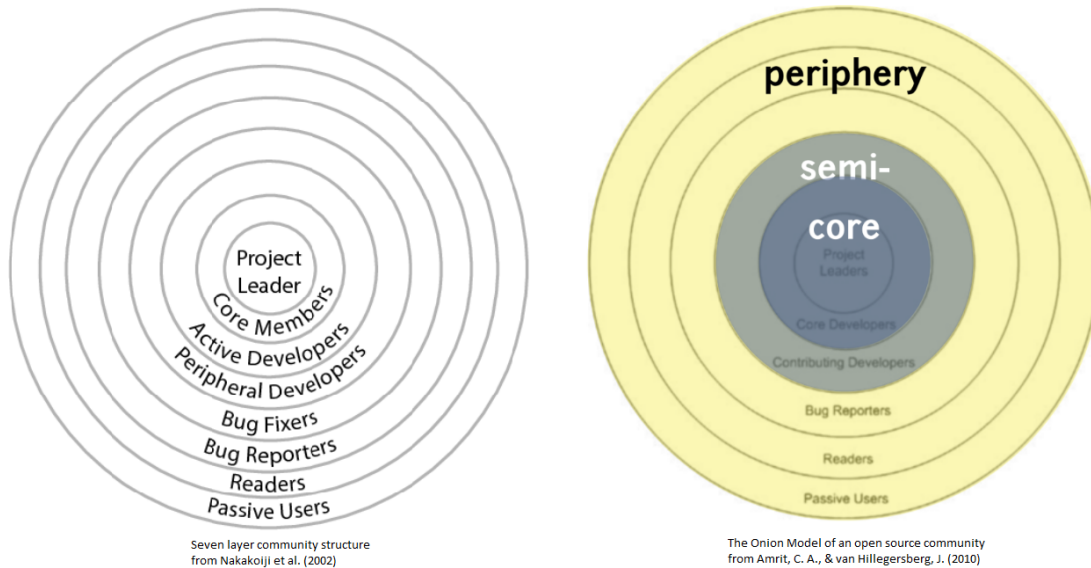 Project
Leader
Core Members
Active Developers
Peripheral Developers
Bug Fixers
Bug Reporters
Readers
Passive Users
Seven layer community structure
from Nakakoiji et al. (2002)
periphery
semi-
core
Project
Leaders
Core Developers
Contributing Developers
Bug Reporters
Readers
Passive Users
The Onion Model of an open source community
from Amrit, C. A., & van Hillegersberg, J. (2010)